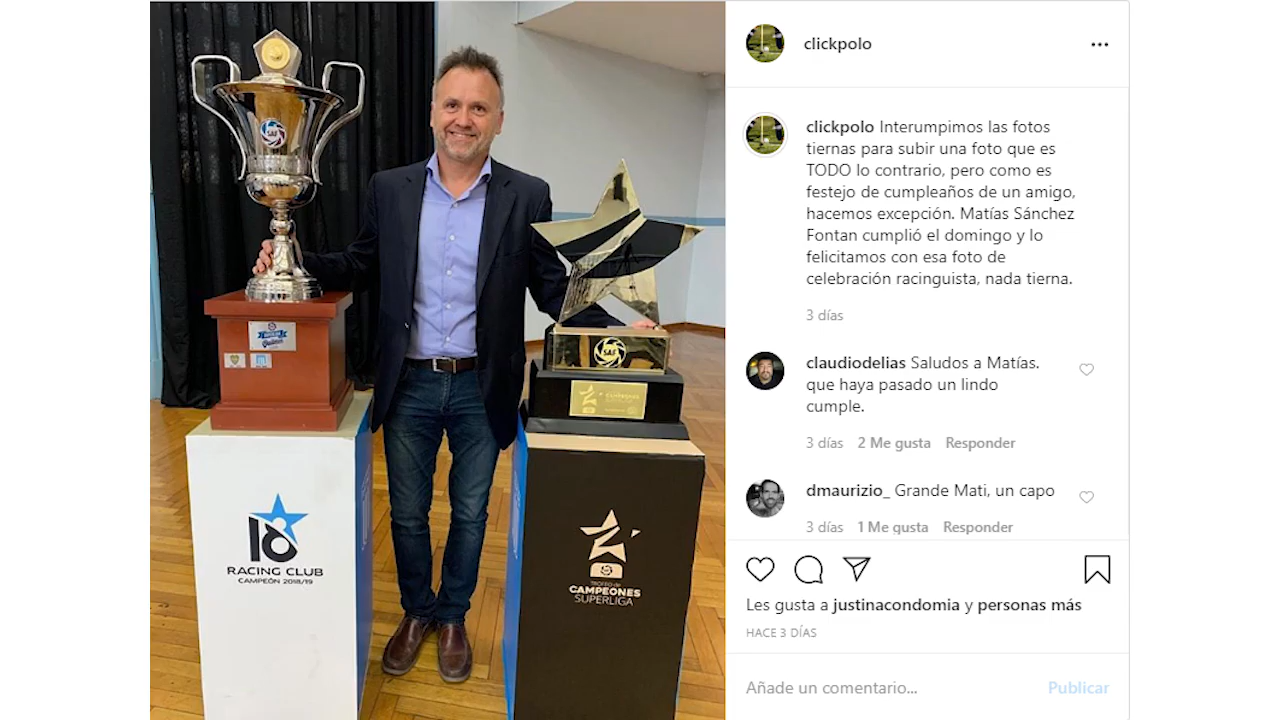 clickpolo
clickpolo Interumpimos las fotos
tiernas para subir una foto que es
TODO lo contrario, pero como es
festejo de cumpleaños de un amigo,
hacemos excepción. Matías Sánchez
Fontan cumplió el domingo y lo
felicitamos con esa foto de
celebración racinguista, nada tierna.
3 días
claudiodelias Saludos a Matías.
que haya pasado un lindo
cumple.
3 días 2 Me gusta Responder
dmaurizio_ Grande Mati, un capo
3 días 1 Me gusta Responder
Les gusta a justinacondomia y personas más
HACE 3 DÍAS
Añade un comentario... Publicar
SAF
SAF
18
RACING CLUB
CAMPEÓN 2018/19
TROFEO de
CAMPEONES
SUPERLIGA